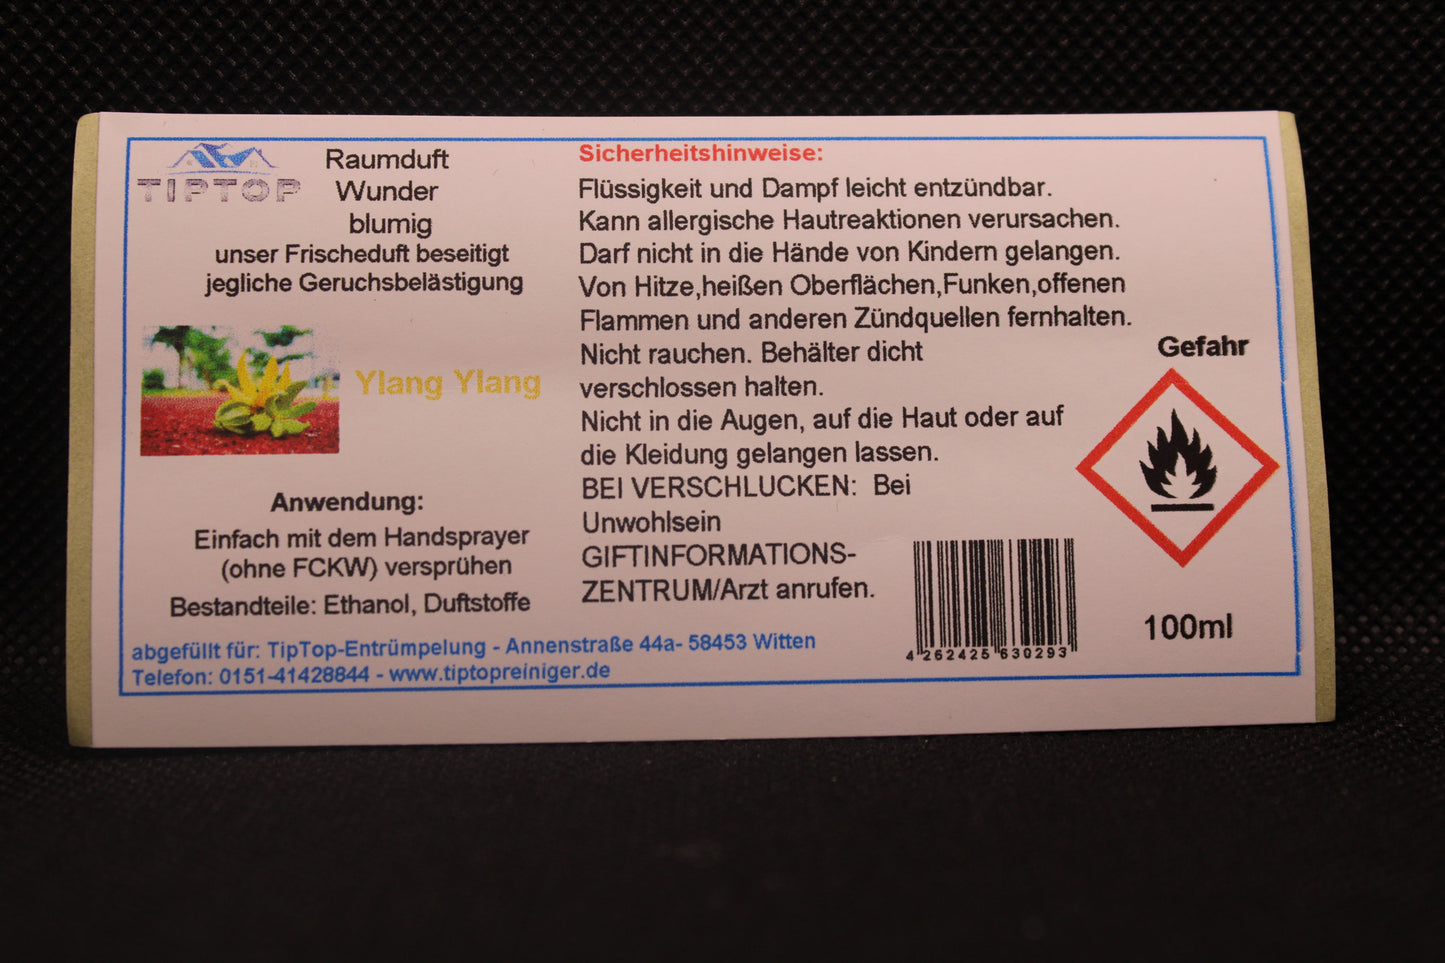 TIPTOP
Raumduft
Wunder
blumig
unser Frischeduft beseitigt
jegliche Geruchsbelästigung
Ylang Ylang
Anwendung:
Einfach mit dem Handsprayer
(ohne FCKW) versprühen
Bestandteile: Ethanol, Duftstoffe
Sicherheitshinweise:
Flüssigkeit und Dampf leicht entzündbar.
Kann allergische Hautreaktionen verursachen.
Darf nicht in die Hände von Kindern gelangen.
Von Hitze,heißen Oberflächen,Funken,offenen
Flammen und anderen Zündquellen fernhalten.
Nicht rauchen. Behälter dicht
verschlossen halten.
Nicht in die Augen, auf die Haut oder auf
die Kleidung gelangen lassen.
BEI VERSCHLUCKEN: Bei
Unwohlsein
GIFTINFORMATIONS-
ZENTRUM/Arzt anrufen.
Gefahr
4 262425 630293
100ml
abgefüllt für: TipTop-Entrümpelung - Annenstraße 44a- 58453 Witten
Telefon: 0151-41428844 - www.tiptopreiniger.de